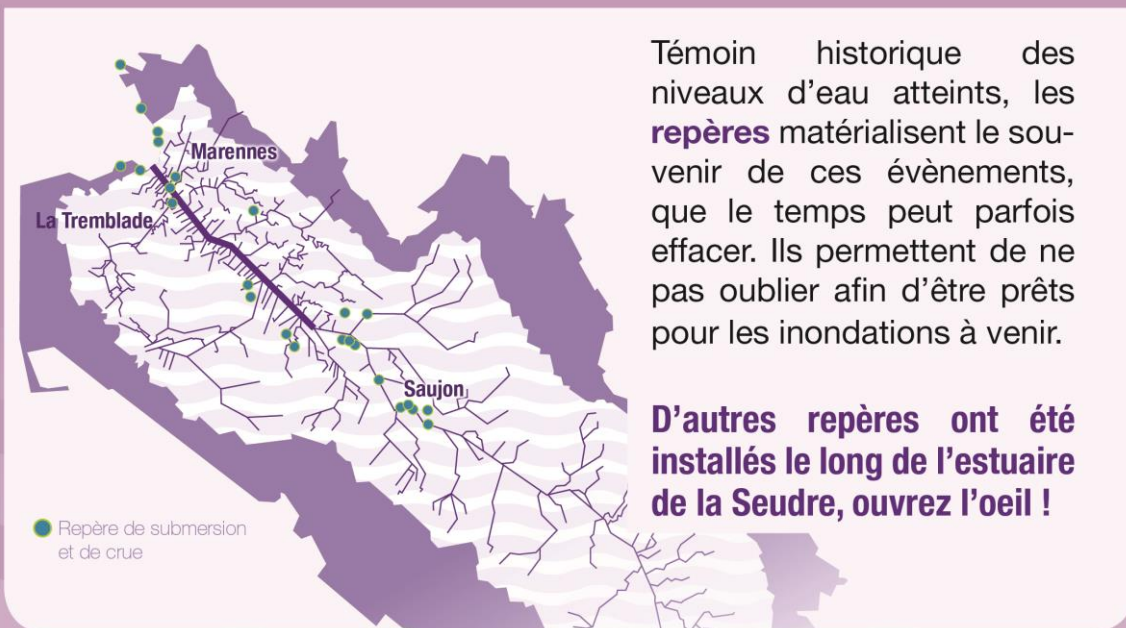 Témoin historique des
niveaux d'eau atteints, les
repères matérialisent le sou-
venir de ces évènements,
que le temps peut parfois
effacer. Ils permettent de ne
pas oublier afin d'être prêts
pour les inondations à venir.
D'autres repères ont été
installés le long de l'estuaire
de la Seudre, ouvrez l'oeil !
Marennes
La Tremblade
Saujon
Repère de submersion
et de crue